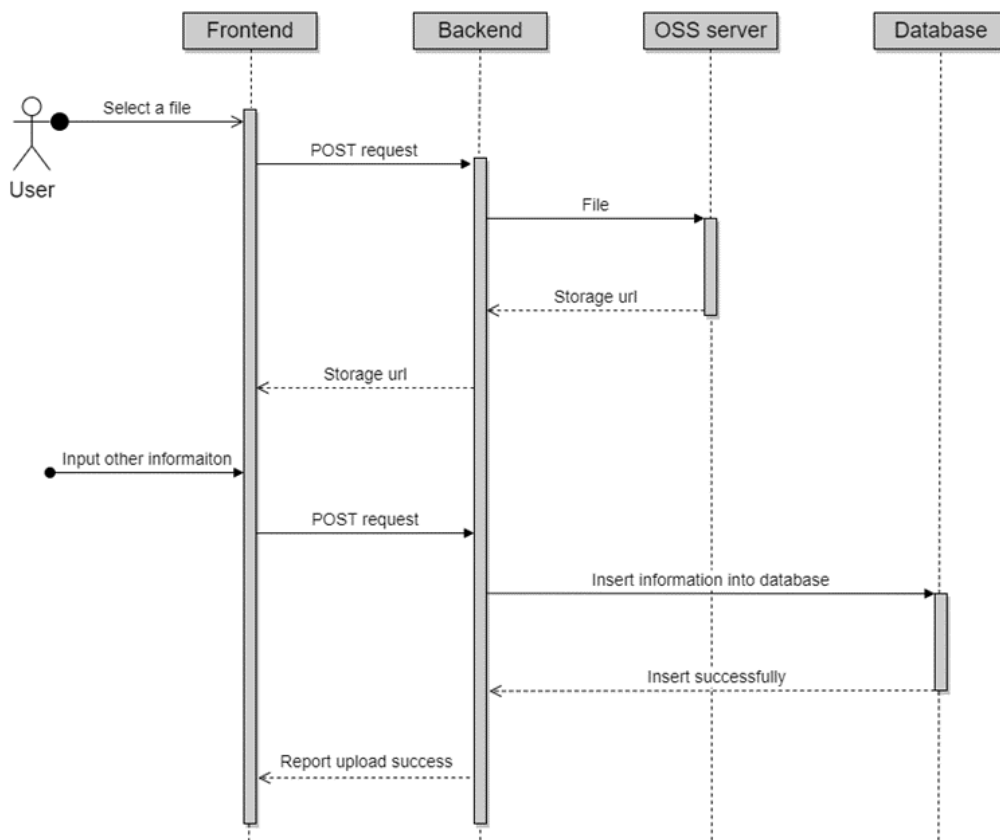 Frontend
Backend
OSS server
Database
Select a file
User
POST request
File
Storage url
Storage url
Input other informaiton
POST request
Insert information into database
Insert successfully
Report upload success